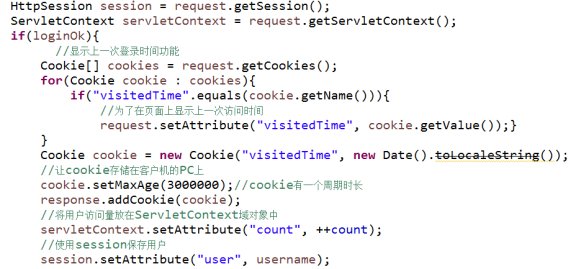 HttpSession session = request.getSession();
ServletContext servletContext = request.getServletContext();
if(loginOk){
//显示上一次登录时间功能
Cookie[] cookies = request.getCookies();
for(Cookie cookie : cookies){
if("visitedTime".equals(cookie.getName())){
//为了在页面上显示上一次访问时间
request.setAttribute("visitedTime", cookie.getValue());}
}
Cookie cookie = new Cookie("visitedTime", new Date().toLocaleString());
//让cookie存储在客户机的PC上
cookie.setMaxAge(3000000);//cookie有一个周期时长
response.addCookie(cookie);
//将用户访问量放在ServletContext域对象中
servletContext.setAttribute("count", ++count);
//使用session保存用户
session.setAttribute("user", username);